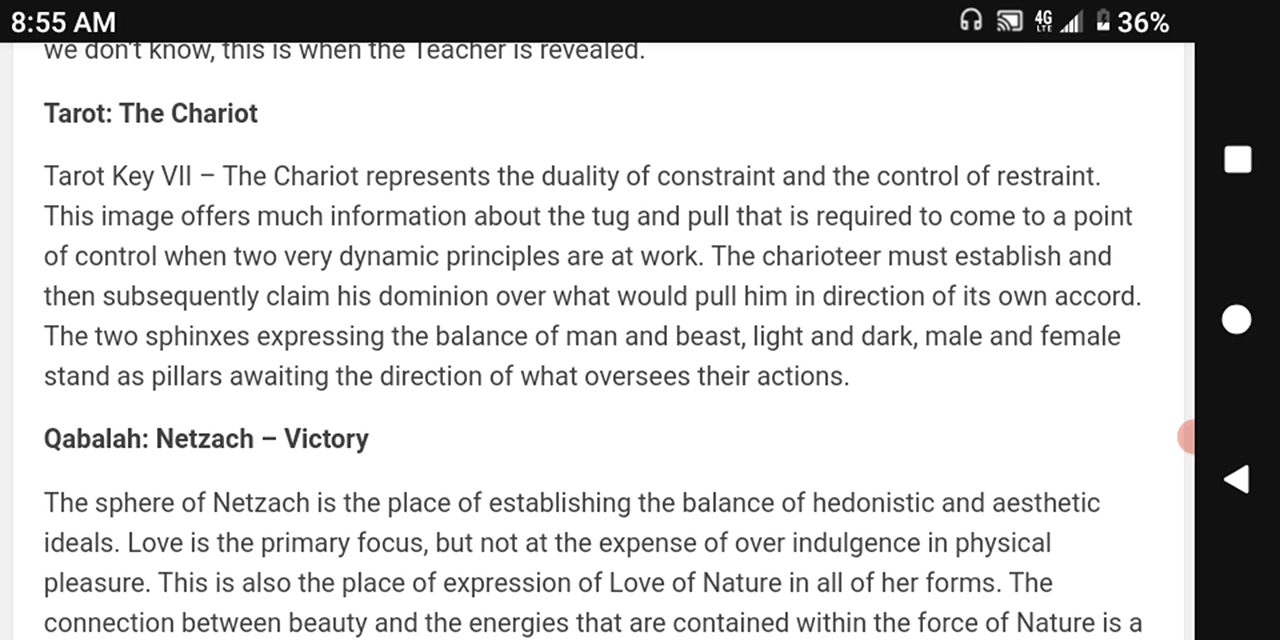 8:55 AM
4G
LTE
36%
we don't know, this is when the Teacher is revealed.
Tarot: The Chariot
Tarot Key VII – The Chariot represents the duality of constraint and the control of restraint.
This image offers much information about the tug and pull that is required to come to a point
of control when two very dynamic principles are at work. The charioteer must establish and
then subsequently claim his dominion over what would pull him in direction of its own accord.
The two sphinxes expressing the balance of man and beast, light and dark, male and female
stand as pillars awaiting the direction of what oversees their actions.
Qabalah: Netzach – Victory
The sphere of Netzach is the place of establishing the balance of hedonistic and aesthetic
ideals. Love is the primary focus, but not at the expense of over indulgence in physical
pleasure. This is also the place of expression of Love of Nature in all of her forms. The
connection between beauty and the energies that are contained within the force of Nature is a